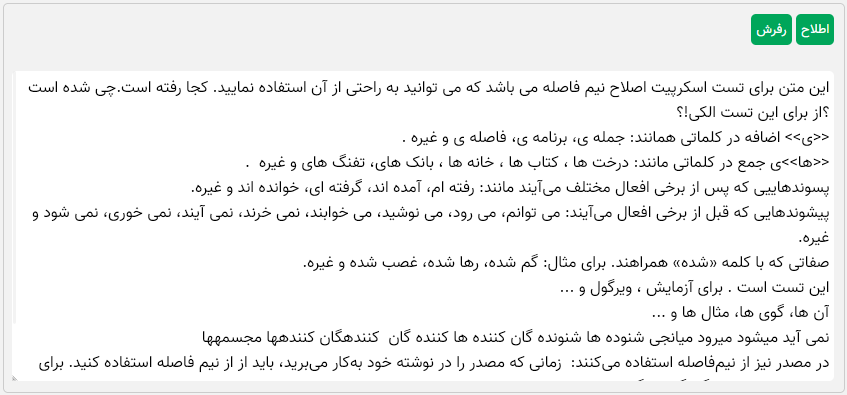 اطلاح رفرش
این متن برای تست اسکرپیت اصلاح نیم فاصله می باشد که می توانید به راحتی از آن استفاده نمایید. کجا رفته است.چی شده است
؟از برای این تست الکی!؟
<<ی>> اضافه در کلماتی همانند: جمله ی، برنامه ی، فاصله ی و غیره .
<<ها>>ی جمع در کلماتی مانند: درخت ها ، کتاب ها ، خانه ها ، بانک های، تفنگ های و غیره .
پسوندهاییی که پس از برخی افعال مختلف می‌آیند مانند: رفته ام، آمده اند، گرفته ای، خوانده اند و غیره.
پیشوندهایی که قبل از برخی افعال می‌آیند: می توانم، می رود، می نوشید، می خوابند، نمی خرند، نمی آیند، نمی خوری، نمی شود و
غیره.
صفاتی که با کلمه «شده» همراهند. برای مثال: گم شده، رها شده، غصب شده و غیره.
این تست است . برای آزمایش ، ویرگول و ...
آن ها، گوی ها، مثال ها و ...
نمی آید میشود میرود میانجی شنوده ها شنونده گان کننده ها کننده گان کنندهگان کنندهها مجسمهها
در مصدر نیز از نیم‌فاصله استفاده می‌کنند: زمانی که مصدر را در نوشته خود به‌کار می‌برید، باید از از نیم فاصله استفاده کنید. برای